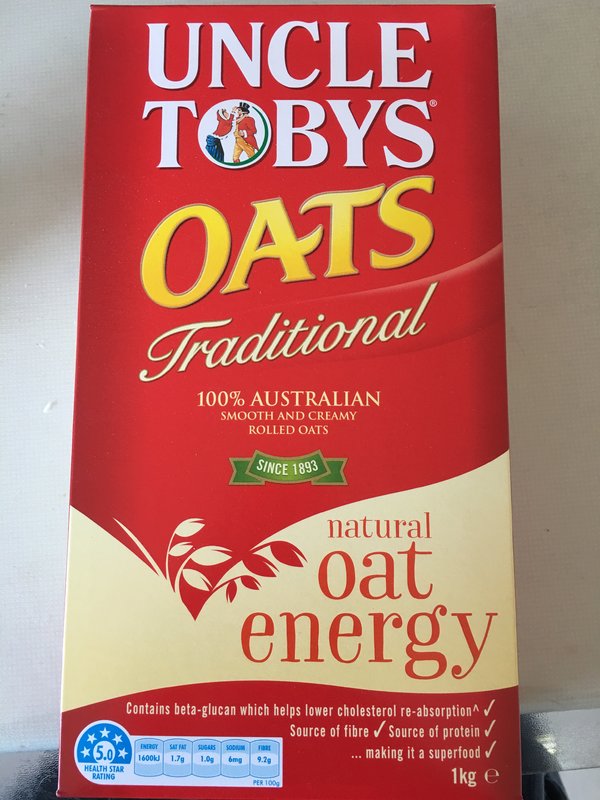 UNCLE
TOBYS®
OATS
Traditional
100% AUSTRALIAN
SMOOTH AND CREAMY
ROLLED OATS
SINCE 1893
natural
oat
energy
Contains beta-glucan which helps lower cholesterol re-absorption^ ✓
Source of fibre ✓ Source of protein ✓
... making it a superfood ✓
1kg ℮
5.0
HEALTH STAR
RATING
ENERGY SAT FAT SUGARS SODIUM FIBRE
1600kJ 1.7g 1.0g 6mg 9.2g
PER 100g